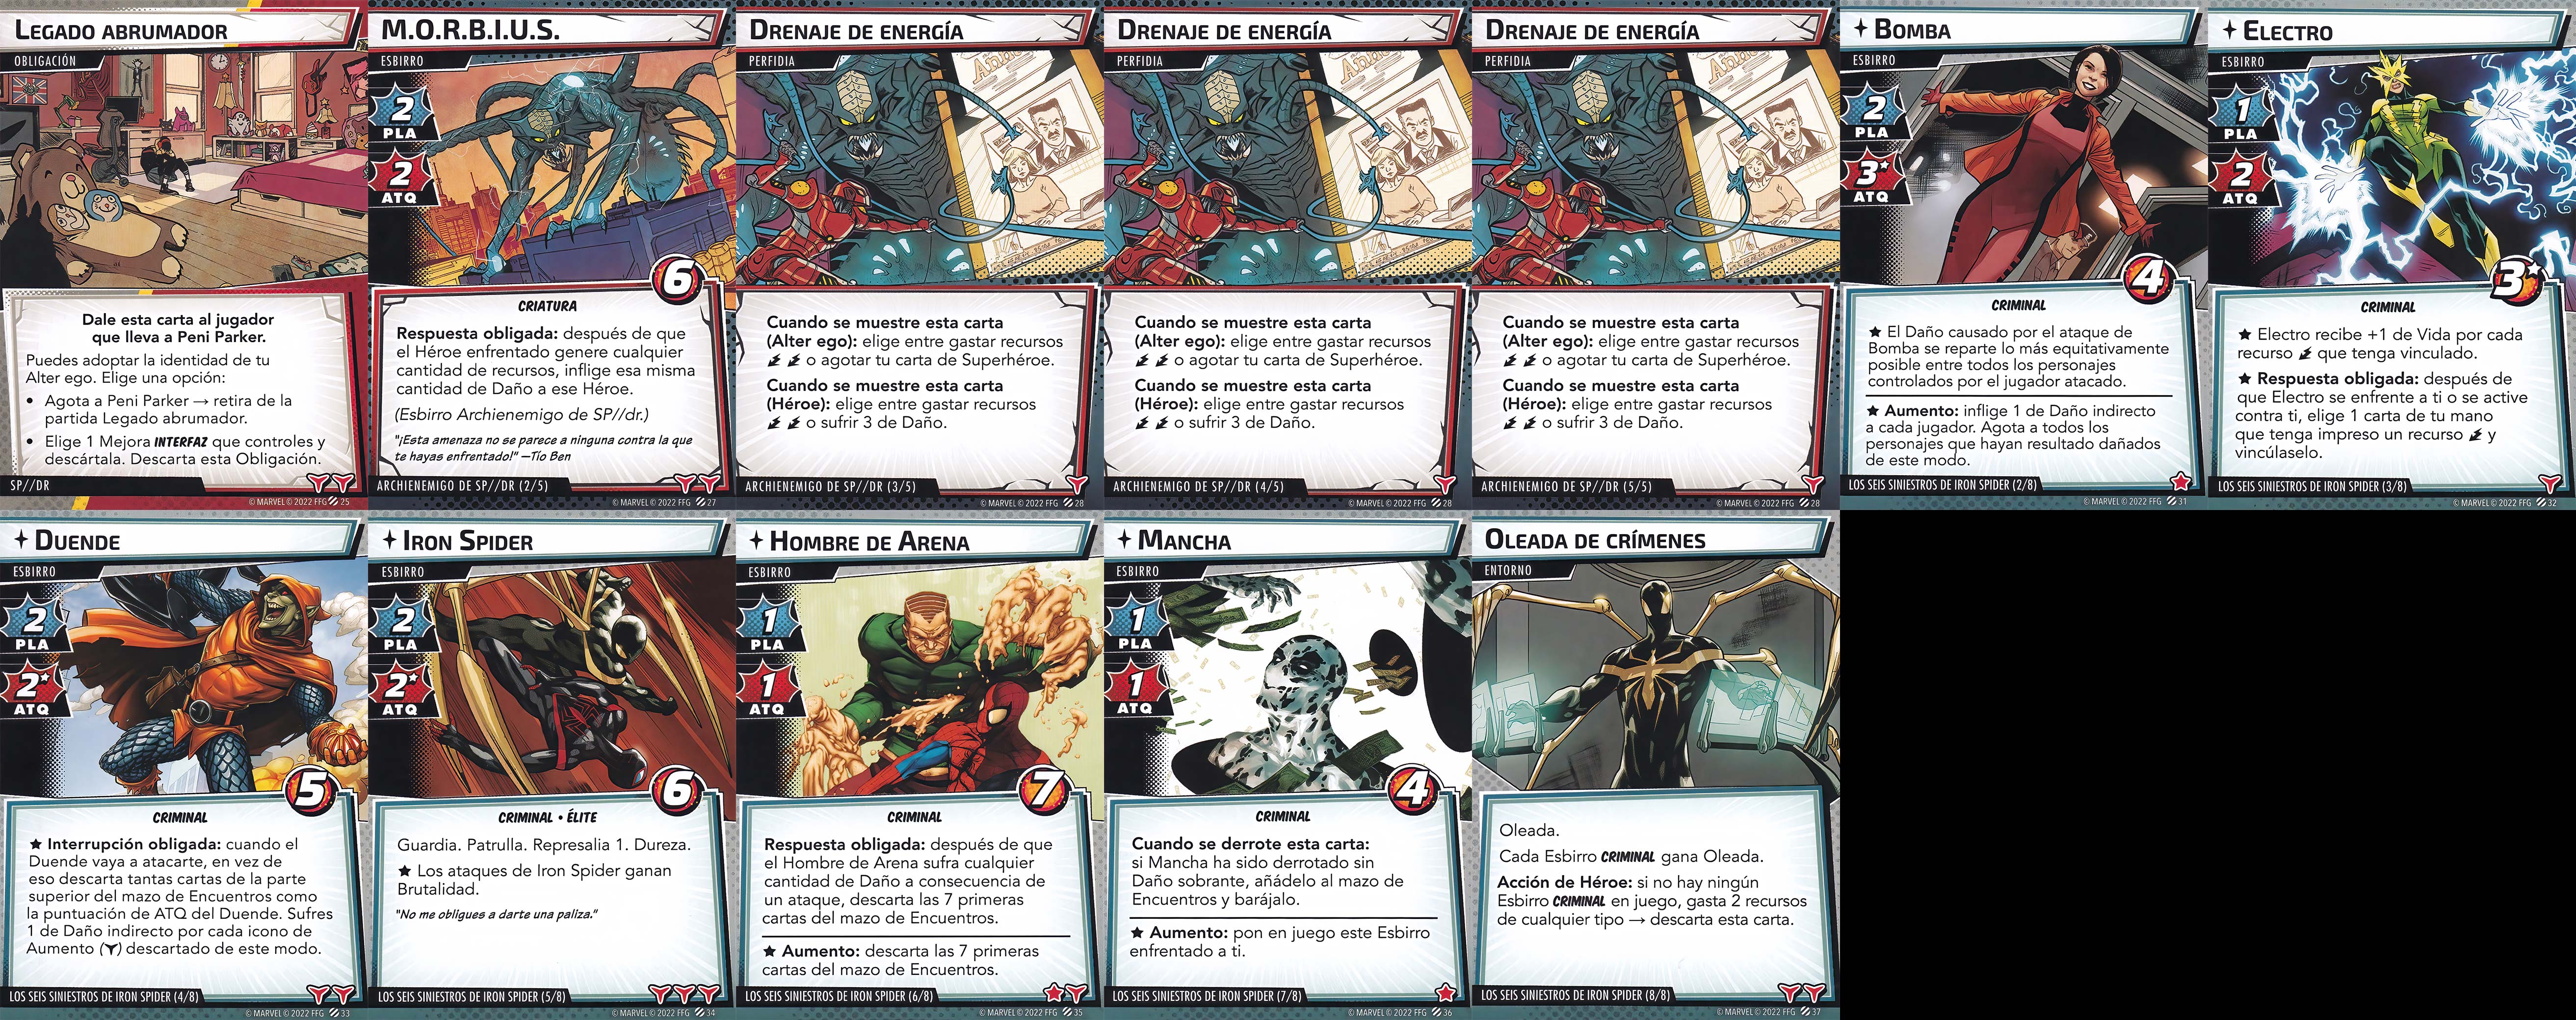 LEGADO ABRUMADOR
OBLIGACIÓN
Dale esta carta al jugador
que lleva a Peni Parker.
Puedes adoptar la identidad de tu
Alter ego. Elige una opción:
• Agota a Peni Parker → retira de la
partida Legado abrumador.
• Elige 1 Mejora INTERFAZ que controles y
descártala. Descarta esta Obligación.
SP//DR
© MARVEL © 2022 FFG 25
M.O.R.B.I.U.S.
ESBIRRO
2
PLA
2
ATQ
6
CRIATURA
Respuesta obligada: después de que
el Héroe enfrentado genere cualquier
cantidad de recursos, inflige esa misma
cantidad de Daño a ese Héroe.
(Esbirro Archienemigo de SP//dr.)
"¡Esta amenaza no se parece a ninguna contra la que
te hayas enfrentado!" —Tío Ben
ARCHIENEMIGO DE SP//DR (2/5)
© MARVEL © 2022 FFG 27
DRENAJE DE ENERGÍA
PERFIDIA
Cuando se muestre esta carta
(Alter ego): elige entre gastar recursos
o agotar tu carta de Superhéroe.
Cuando se muestre esta carta
(Héroe): elige entre gastar recursos
o sufrir 3 de Daño.
ARCHIENEMIGO DE SP//DR (3/5)
© MARVEL © 2022 FFG 28
DRENAJE DE ENERGÍA
PERFIDIA
Cuando se muestre esta carta
(Alter ego): elige entre gastar recursos
o agotar tu carta de Superhéroe.
Cuando se muestre esta carta
(Héroe): elige entre gastar recursos
o sufrir 3 de Daño.
ARCHIENEMIGO DE SP//DR (4/5)
© MARVEL © 2022 FFG 28
DRENAJE DE ENERGÍA
PERFIDIA
Cuando se muestre esta carta
(Alter ego): elige entre gastar recursos
o agotar tu carta de Superhéroe.
Cuando se muestre esta carta
(Héroe): elige entre gastar recursos
o sufrir 3 de Daño.
ARCHIENEMIGO DE SP//DR (5/5)
© MARVEL © 2022 FFG 28
BOMBA
ESBIRRO
2
PLA
3★
ATQ
4
CRIMINAL
★ El Daño causado por el ataque de
Bomba se reparte lo más equitativamente
posible entre todos los personajes
controlados por el jugador atacado.
★ Aumento: inflige 1 de Daño indirecto
a cada jugador. Agota a todos los
personajes que hayan resultado dañados
de este modo.
LOS SEIS SINIESTROS DE IRON SPIDER (2/8)
© MARVEL © 2022 FFG 31
ELECTRO
ESBIRRO
1
PLA
2
ATQ
3★
CRIMINAL
★ Electro recibe +1 de Vida por cada
recurso que tenga vinculado.
★ Respuesta obligada: después de
que Electro se enfrente a ti o se active
contra ti, elige 1 carta de tu mano
que tenga impreso un recurso y
vincúlaselo.
LOS SEIS SINIESTROS DE IRON SPIDER (3/8)
© MARVEL © 2022 FFG 32
DUENDE
ESBIRRO
2
PLA
2★
ATQ
5
CRIMINAL
★ Interrupción obligada: cuando el
Duende vaya a atacarte, en vez de
eso descarta tantas cartas de la parte
superior del mazo de Encuentros como
la puntuación de ATQ del Duende. Sufres
1 de Daño indirecto por cada icono de
Aumento () descartado de este modo.
LOS SEIS SINIESTROS DE IRON SPIDER (4/8)
© MARVEL © 2022 FFG 33
IRON SPIDER
ESBIRRO
2
PLA
2★
ATQ
6
CRIMINAL • ÉLITE
Guardia. Patrulla. Represalia 1. Dureza.
★ Los ataques de Iron Spider ganan
Brutalidad.
"No me obligues a darte una paliza."
LOS SEIS SINIESTROS DE IRON SPIDER (5/8)
© MARVEL © 2022 FFG 34
HOMBRE DE ARENA
ESBIRRO
1
PLA
1
ATQ
7
CRIMINAL
Respuesta obligada: después de que
el Hombre de Arena sufra cualquier
cantidad de Daño a consecuencia de
un ataque, descarta las 7 primeras
cartas del mazo de Encuentros.
★ Aumento: descarta las 7 primeras
cartas del mazo de Encuentros.
LOS SEIS SINIESTROS DE IRON SPIDER (6/8)
© MARVEL © 2022 FFG 35
MANCHA
ESBIRRO
1
PLA
1
ATQ
4
CRIMINAL
Cuando se derrote esta carta:
si Mancha ha sido derrotado sin
Daño sobrante, añádelo al mazo de
Encuentros y barájalo.
★ Aumento: pon en juego este Esbirro
enfrentado a ti.
LOS SEIS SINIESTROS DE IRON SPIDER (7/8)
© MARVEL © 2022 FFG 36
OLEADA DE CRÍMENES
ENTORNO
Oleada.
Cada Esbirro CRIMINAL gana Oleada.
Acción de Héroe: si no hay ningún
Esbirro CRIMINAL en juego, gasta 2 recursos
de cualquier tipo → descarta esta carta.
LOS SEIS SINIESTROS DE IRON SPIDER (8/8)
© MARVEL © 2022 FFG 37